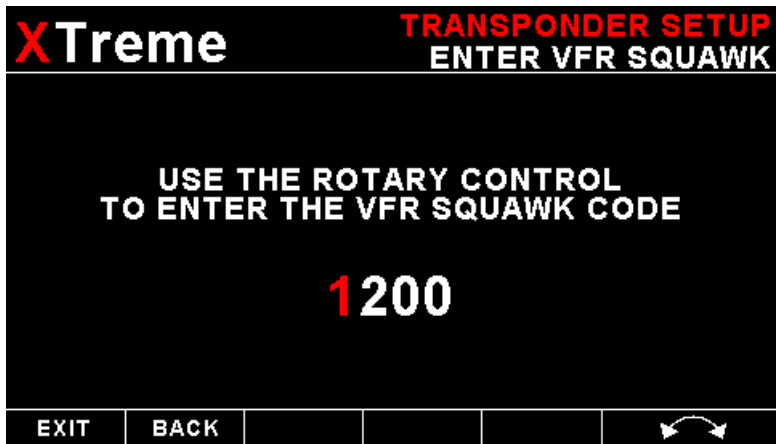 XTreme
TRANSPONDER SETUP
ENTER VFR SQUAWK
USE THE ROTARY CONTROL
TO ENTER THE VFR SQUAWK CODE
1200
EXIT BACK